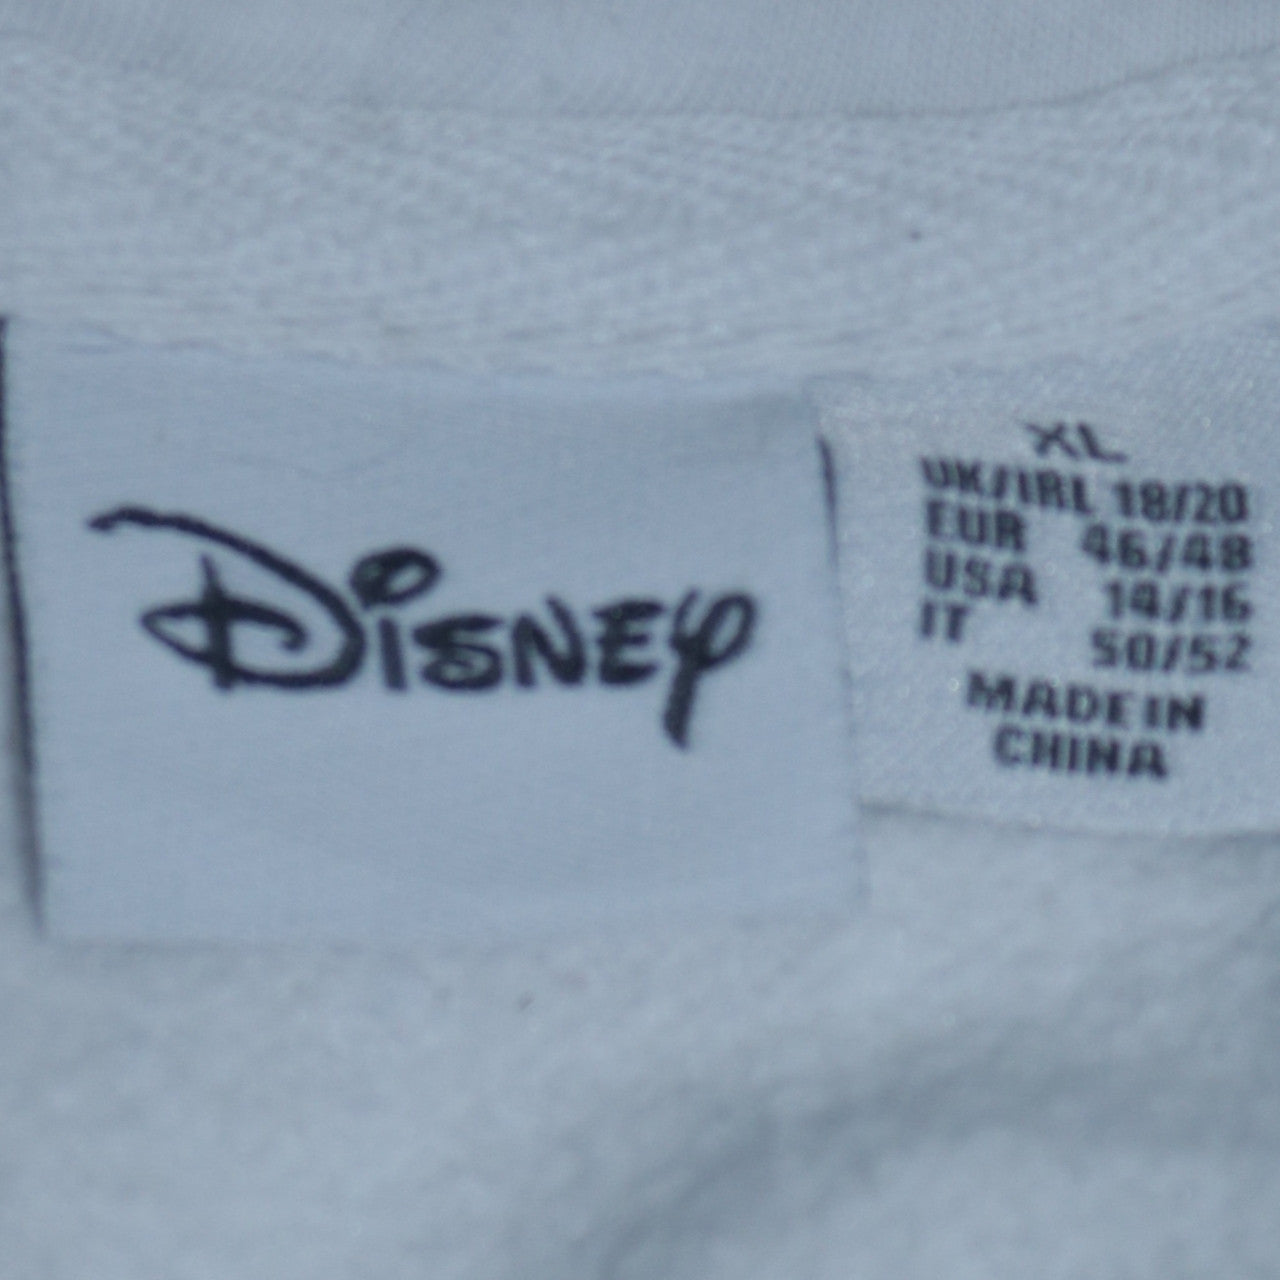 Disney
XL
UK/IRL 18/20
EUR 46/48
USA 14/16
IT 50/52
MADE IN
CHINA